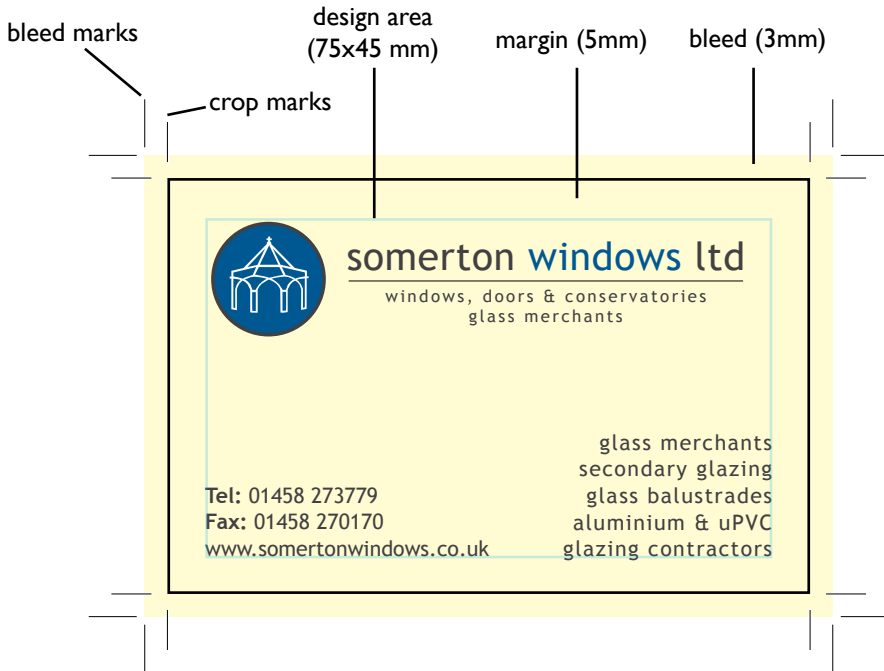 bleed marks
design area
(75x45 mm)
margin (5mm)
bleed (3mm)
crop marks
somerton windows ltd
windows, doors & conservatories
glass merchants
Tel: 01458 273779
Fax: 01458 270170
www.somertonwindows.co.uk
glass merchants
secondary glazing
glass balustrades
aluminium & uPVC
glazing contractors